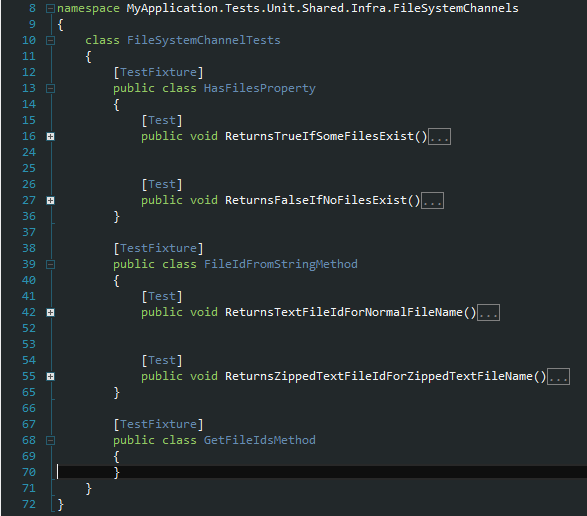 8 namespace MyApplication.Tests.Unit.Shared.Infra.FileSystemChannels
9 {
10 class FileSystemChannelTests
11 {
12 [TestFixture]
13 public class HasFilesProperty
14 {
15 [Test]
16 public void ReturnsTrueIfSomeFilesExist()...
24
25
26 [Test]
27 public void ReturnsFalseIfNoFilesExist()...
36 }
37
38 [TestFixture]
39 public class FileIdFromStringMethod
40 {
41 [Test]
42 public void ReturnsTextFileIdForNormalFileName()...
52
53
54 [Test]
55 public void ReturnsZippedTextFileIdForZippedTextFileName()...
65 }
66
67 [TestFixture]
68 public class GetFileIdsMethod
69 {
70 }
71 }
72 }